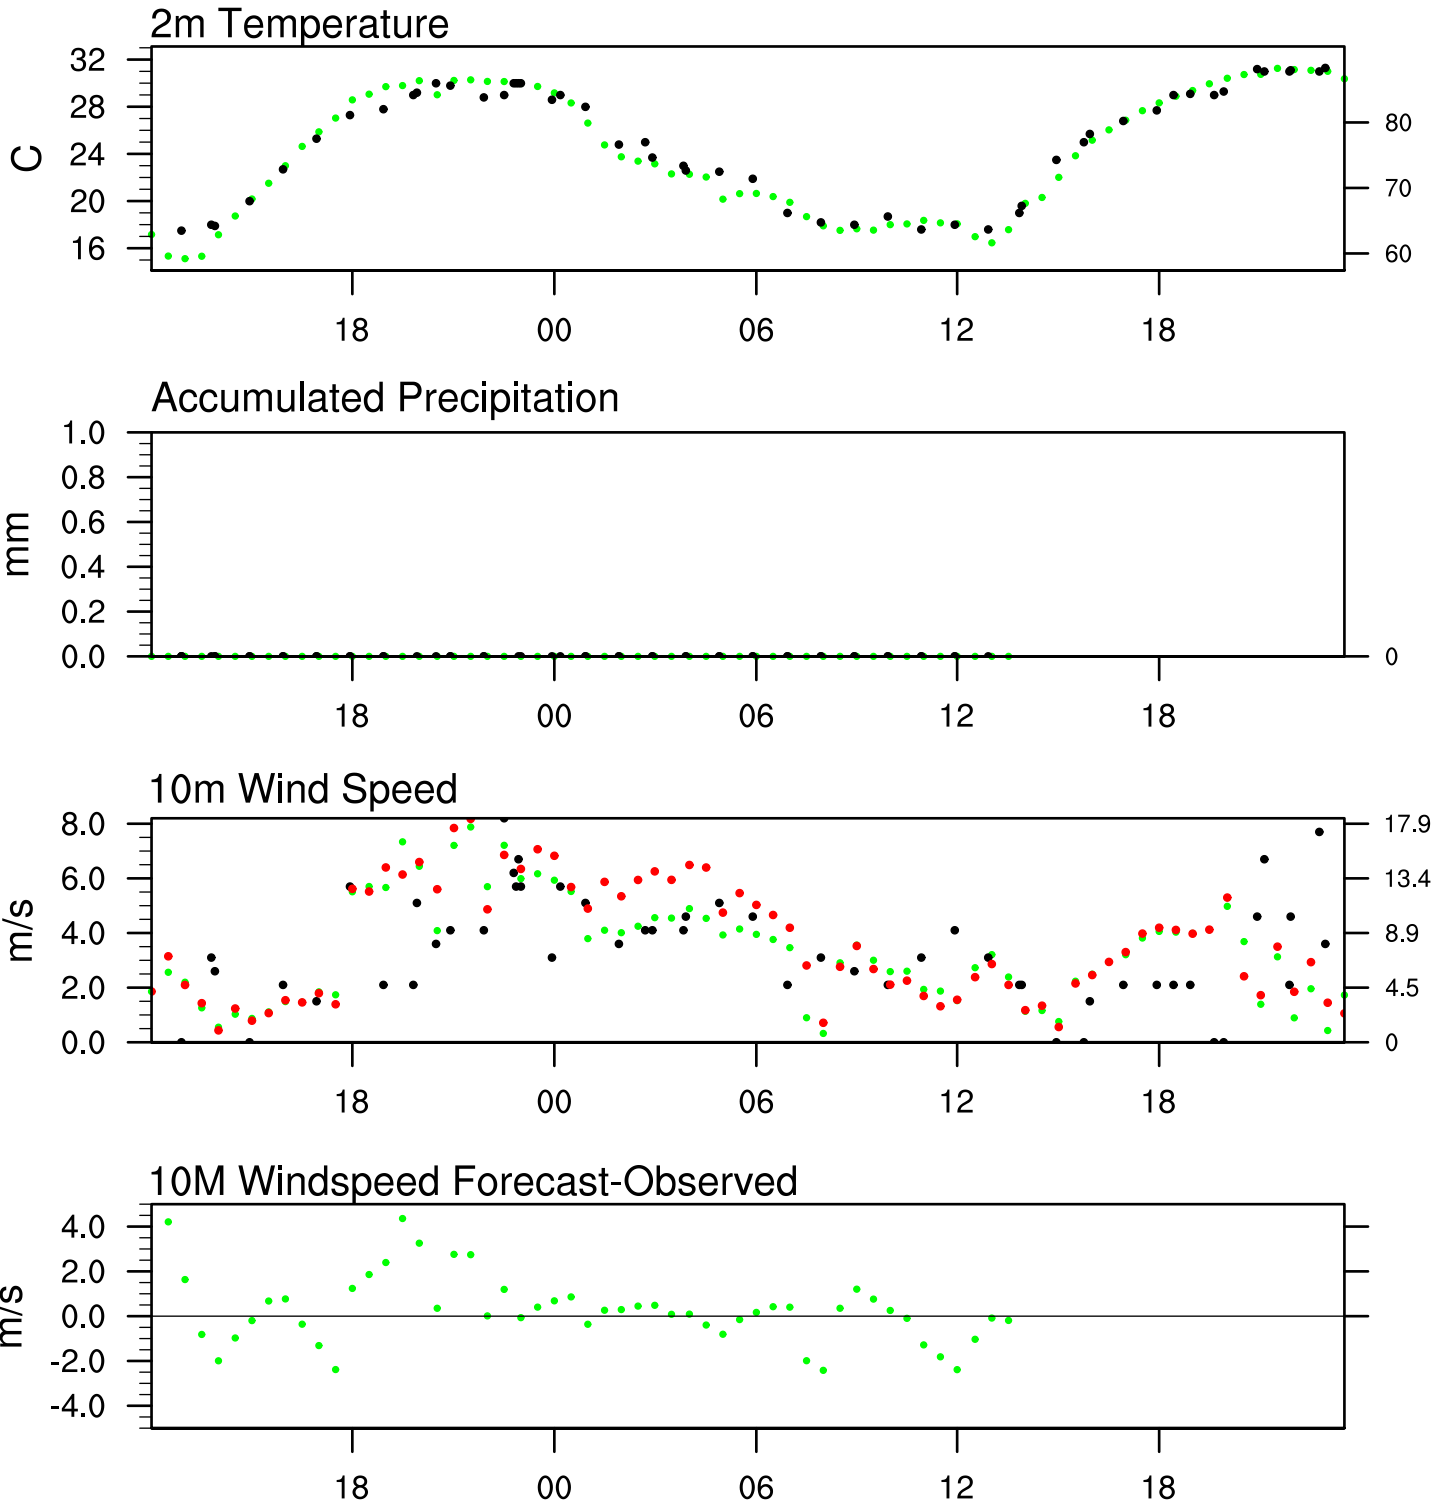 2m Temperature
32
28
24
20
16
C
80
70
60
18 00 06 12 18
Accumulated Precipitation
1.0
0.8
0.6
0.4
0.2
0.0
mm
0
18 00 06 12 18
10m Wind Speed
8.0
6.0
4.0
2.0
0.0
m/s
17.9
13.4
8.9
4.5
0
18 00 06 12 18
10M Windspeed Forecast-Observed
4.0
2.0
0.0
-2.0
-4.0
m/s
18 00 06 12 18